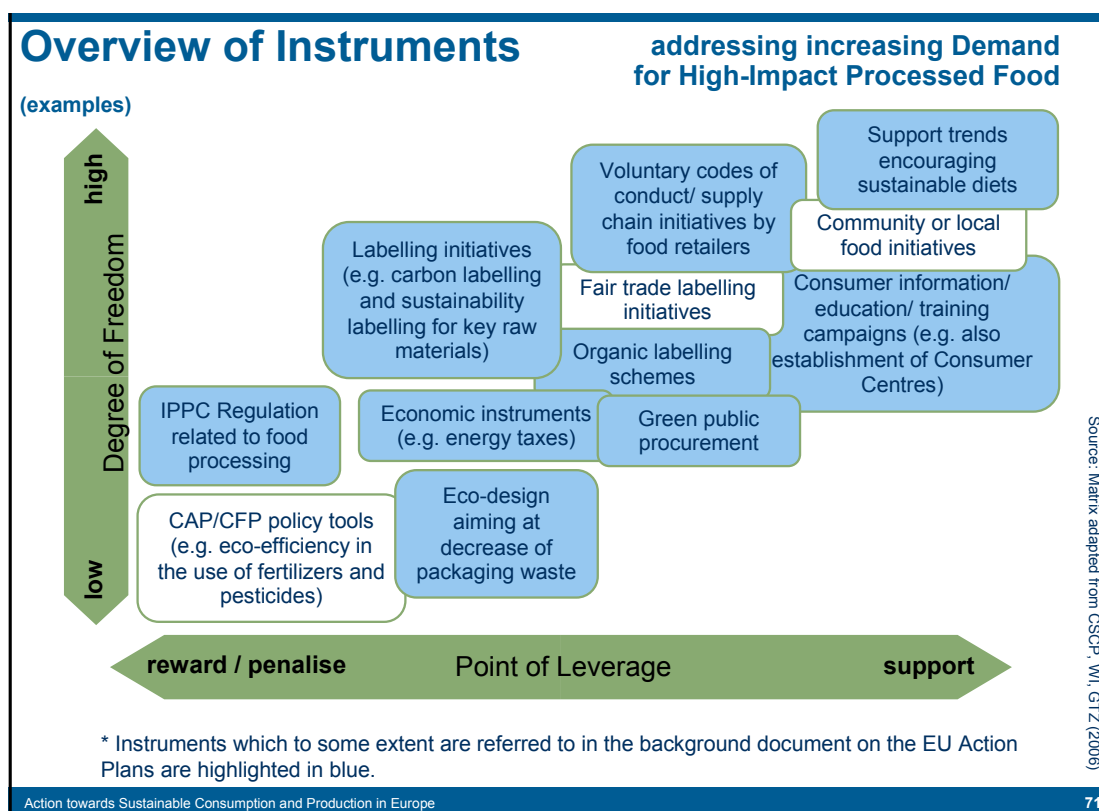 Overview of Instruments
addressing increasing Demand
for High-Impact Processed Food
(examples)
high
Degree of Freedom
low
Support trends
encouraging
sustainable diets
Voluntary codes of
conduct/ supply
chain initiatives by
food retailers
Community or local
food initiatives
Labelling initiatives
(e.g. carbon labelling
and sustainability
labelling for key raw
materials)
Fair trade labelling
initiatives
Consumer information/
education/ training
campaigns (e.g. also
establishment of Consumer
Centres)
Organic labelling
schemes
IPPC Regulation
related to food
processing
Economic instruments
(e.g. energy taxes)
Green public
procurement
CAP/CFP policy tools
(e.g. eco-efficiency in
the use of fertilizers and
pesticides)
Eco-design
aiming at
decrease of
packaging waste
reward / penalise
Point of Leverage
support
Source: Matrix adapted from CSCP, WI, GTZ (2006)
* Instruments which to some extent are referred to in the background document on the EU Action
Plans are highlighted in blue.
Action towards Sustainable Consumption and Production in Europe
71